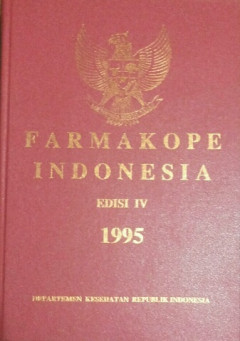 FARMAKOPE
INDONESIA
EDISI IV
1995
DEPARTEMEN KESEHATAN REPUBLIK INDONESIA